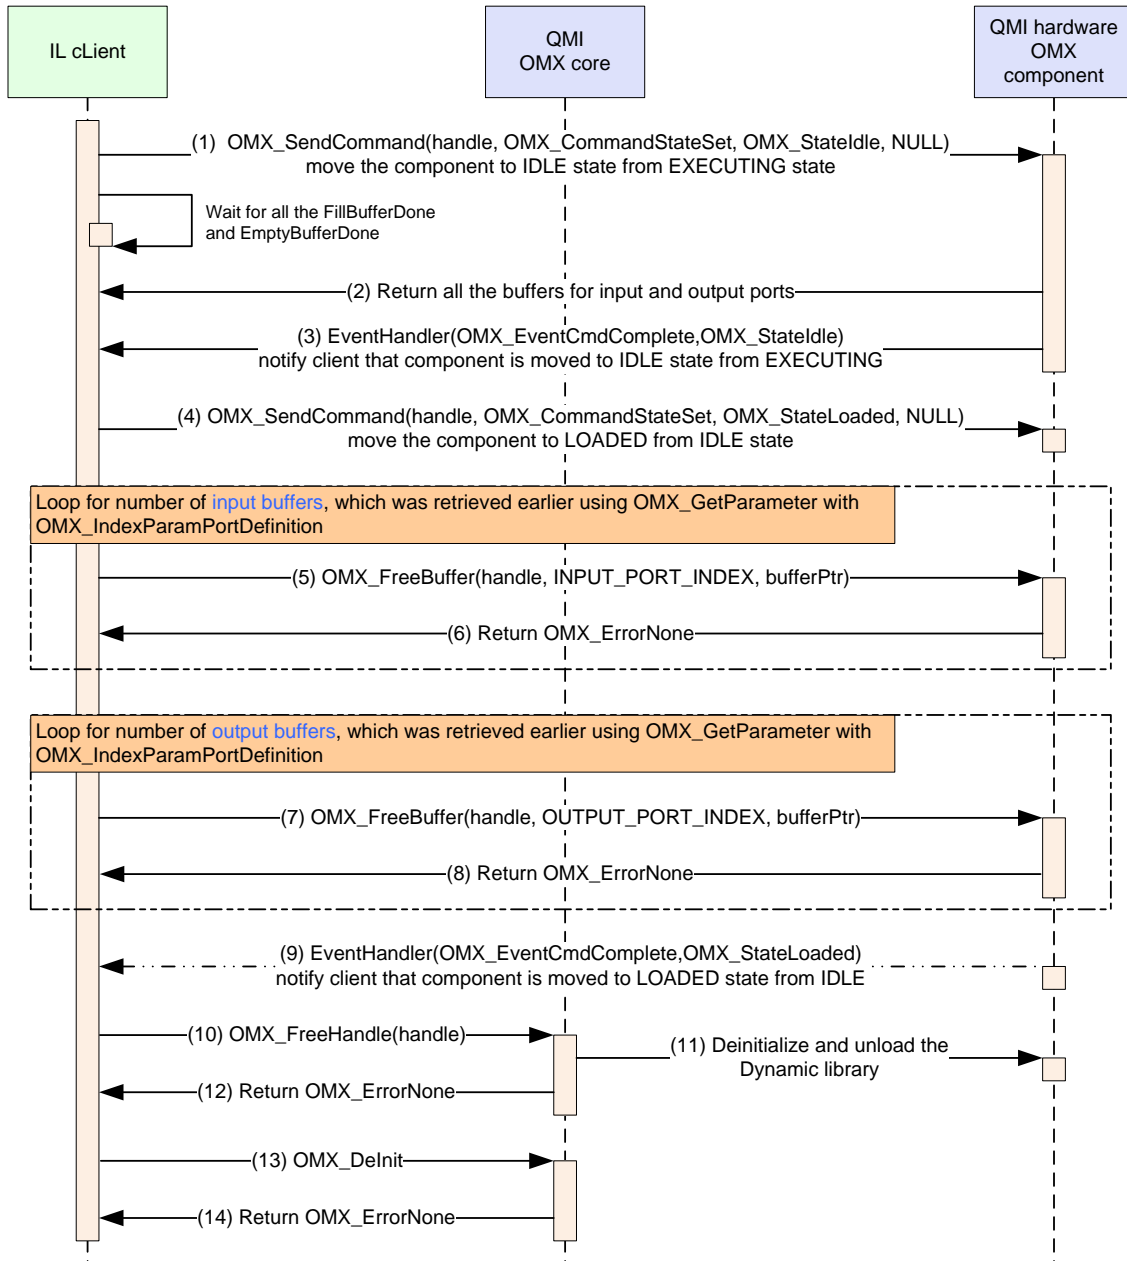 IL cLient
QMI
OMX core
QMI hardware
OMX
component
(1) OMX_SendCommand(handle, OMX_CommandStateSet, OMX_StateIdle, NULL)
move the component to IDLE state from EXECUTING state
Wait for all the FillBufferDone
and EmptyBufferDone
(2) Return all the buffers for input and output ports
(3) EventHandler(OMX_EventCmdComplete,OMX_StateIdle)
notify client that component is moved to IDLE state from EXECUTING
(4) OMX_SendCommand(handle, OMX_CommandStateSet, OMX_StateLoaded, NULL)
move the component to LOADED from IDLE state
Loop for number of input buffers, which was retrieved earlier using OMX_GetParameter with
OMX_IndexParamPortDefinition
(5) OMX_FreeBuffer(handle, INPUT_PORT_INDEX, bufferPtr)
(6) Return OMX_ErrorNone
Loop for number of output buffers, which was retrieved earlier using OMX_GetParameter with
OMX_IndexParamPortDefinition
(7) OMX_FreeBuffer(handle, OUTPUT_PORT_INDEX, bufferPtr)
(8) Return OMX_ErrorNone
(9) EventHandler(OMX_EventCmdComplete,OMX_StateLoaded)
notify client that component is moved to LOADED state from IDLE
(10) OMX_FreeHandle(handle)
(11) Deinitialize and unload the
Dynamic library
(12) Return OMX_ErrorNone
(13) OMX_DeInit
(14) Return OMX_ErrorNone